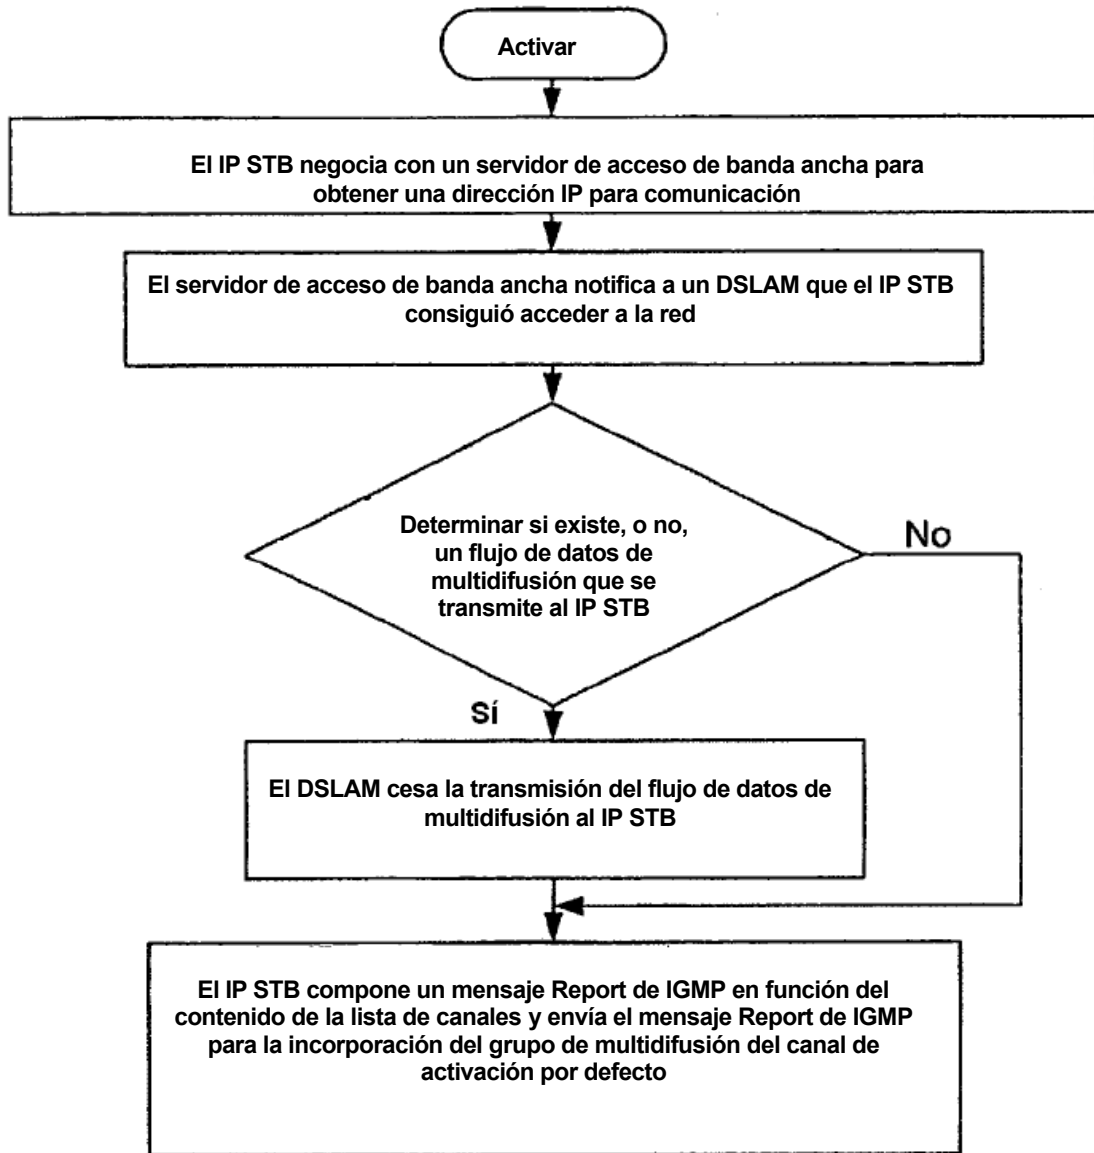 Activar
El IP STB negocia con un servidor de acceso de banda ancha para
obtener una dirección IP para comunicación
El servidor de acceso de banda ancha notifica a un DSLAM que el IP STB
consiguió acceder a la red
Determinar si existe, o no,
un flujo de datos de
multidifusión que se
transmite al IP STB
No
Sí
El DSLAM cesa la transmisión del flujo de datos de
multidifusión al IP STB
El IP STB compone un mensaje Report de IGMP en función del
contenido de la lista de canales y envía el mensaje Report de IGMP
para la incorporación del grupo de multidifusión del canal de
activación por defecto